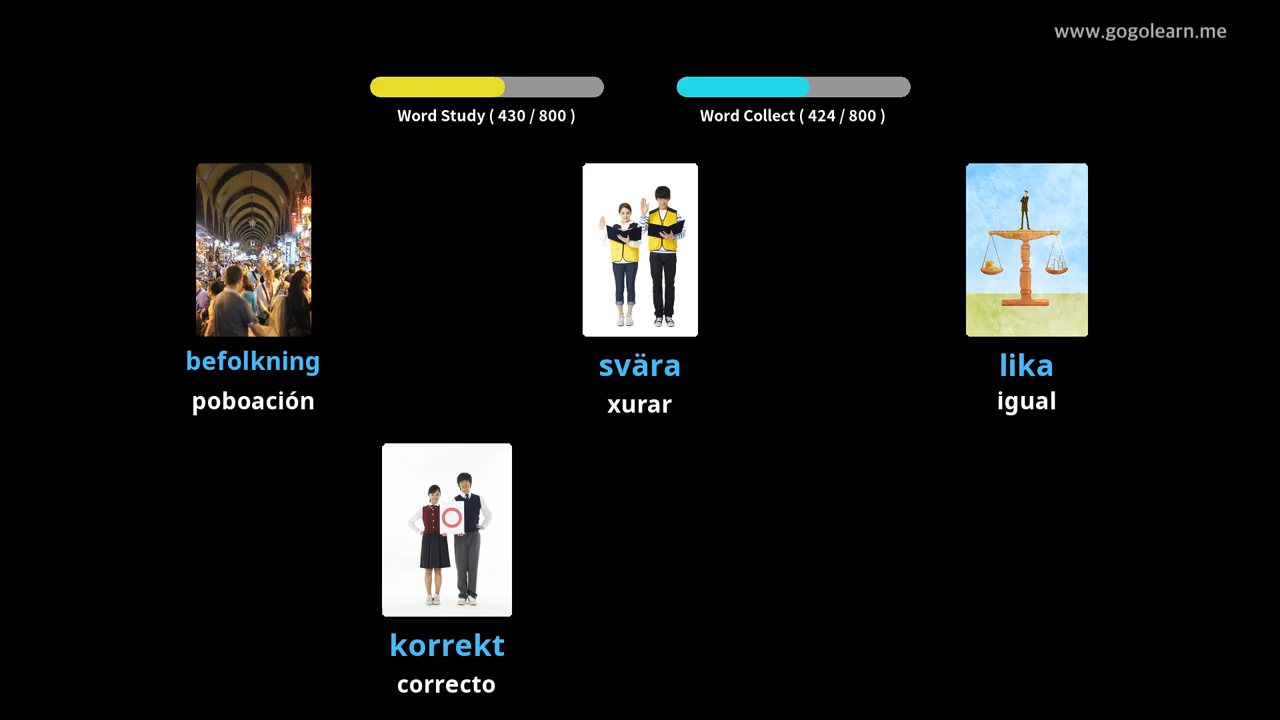 www.gogolearn.me
Word Study ( 430 / 800 )
Word Collect ( 424 / 800 )
befolkning
poboación
svära
xurar
lika
igual
korrekt
correcto